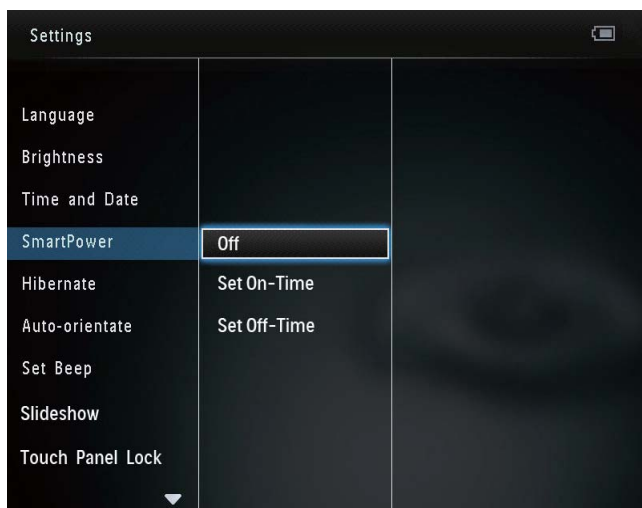 Settings
Language
Brightness
Time and Date
SmartPower
Hibernate
Auto-orientate
Set Beep
Slideshow
Touch Panel Lock
Off
Set On-Time
Set Off-Time